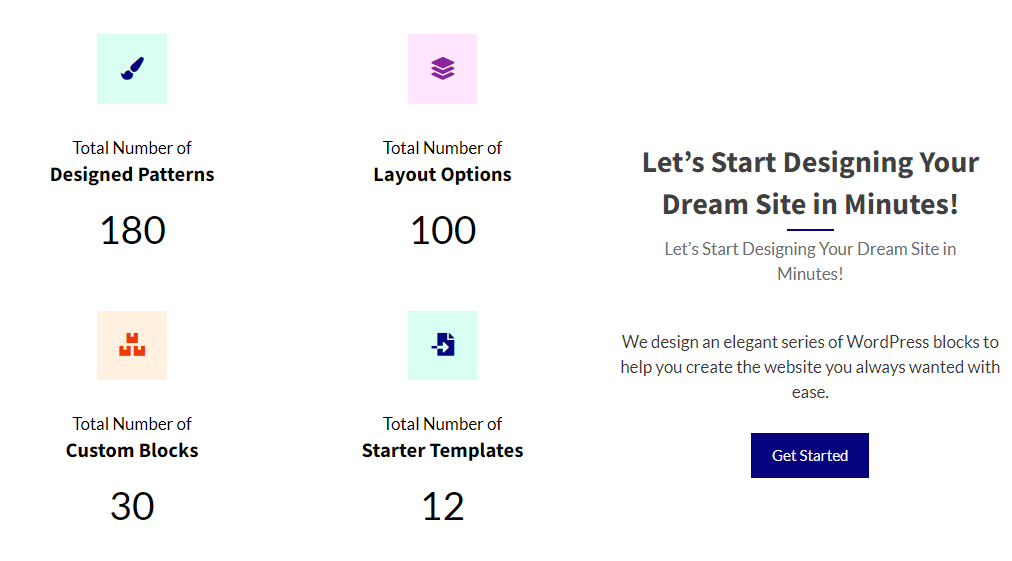 Total Number of
Designed Patterns
180
Total Number of
Layout Options
100
Total Number of
Custom Blocks
30
Total Number of
Starter Templates
12
Let’s Start Designing Your
Dream Site in Minutes!
Let’s Start Designing Your Dream Site in
Minutes!
We design an elegant series of WordPress blocks to
help you create the website you always wanted with
ease.
Get Started